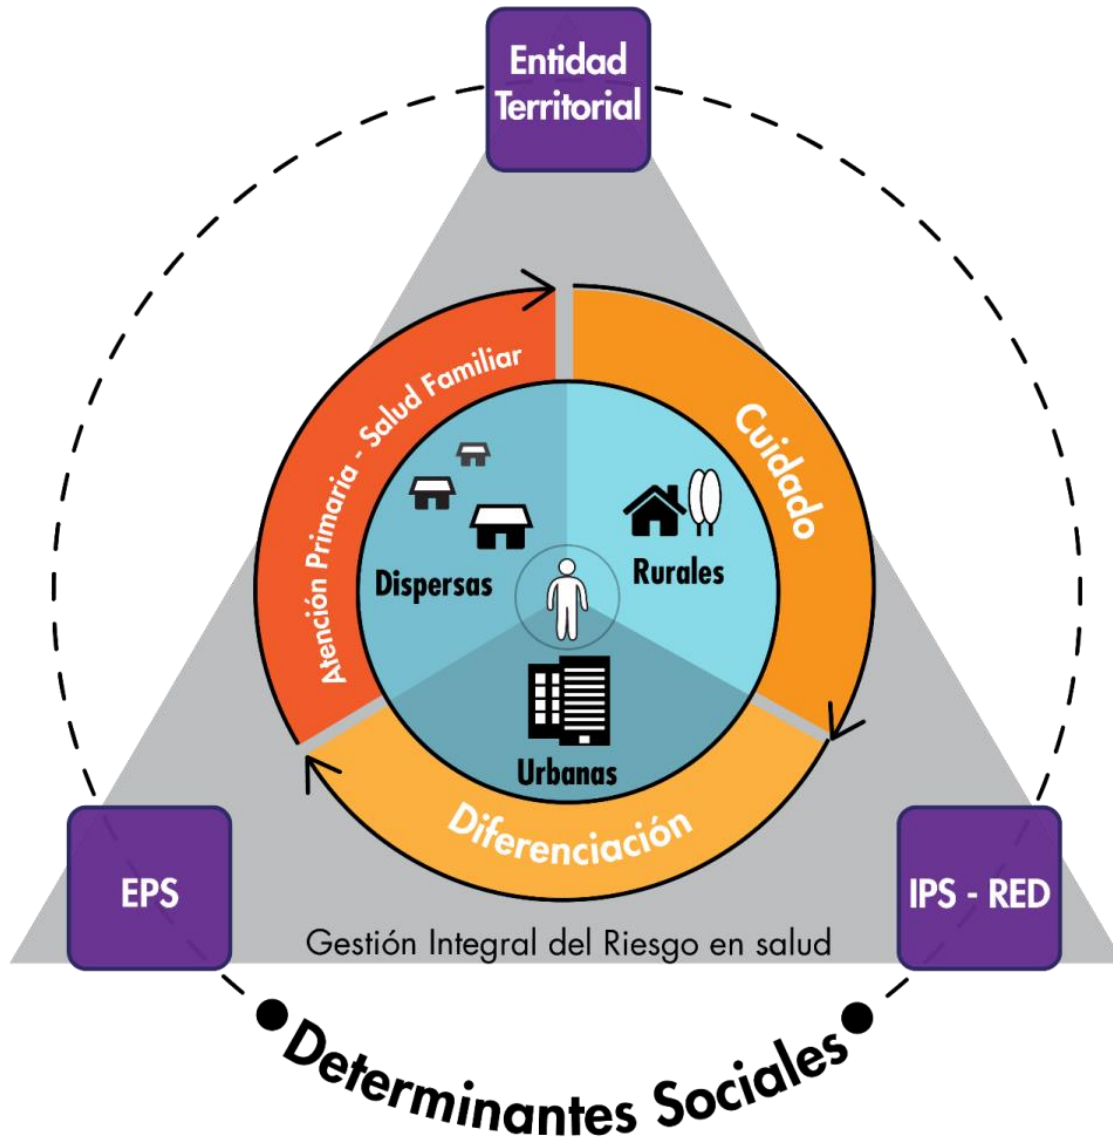 Entidad
Territorial
Atención Primaria - Salud Familiar
Cuidado
Dispersas
Rurales
Urbanas
Diferenciación
EPS
IPS - RED
Gestión Integral del Riesgo en salud
Determinantes Sociales